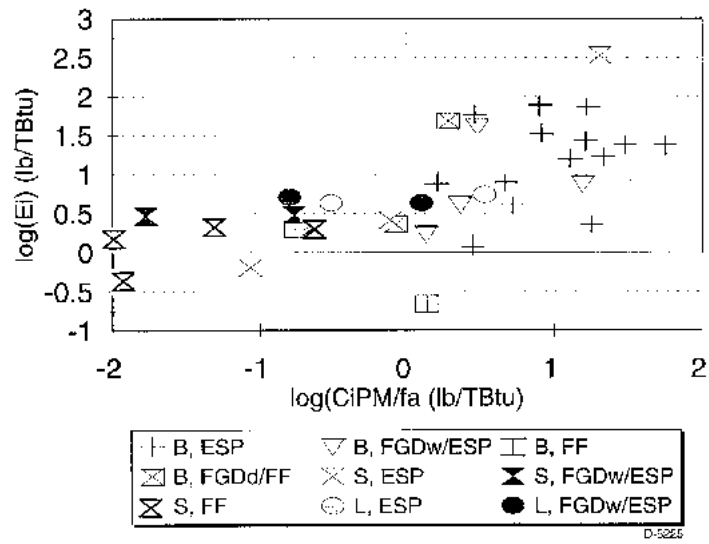 3
2.5
2
1.5
1
0.5
0
-0.5
-1
log(Ei) (lb/TBtu)
-2 -1 0 1 2
log(CiPM/fa (lb/TBtu)
B, ESP B, FGDw/ESP B, FF
B, FGDd/FF S, ESP S, FGDw/ESP
S, FF L, ESP L, FGDw/ESP
D-5225